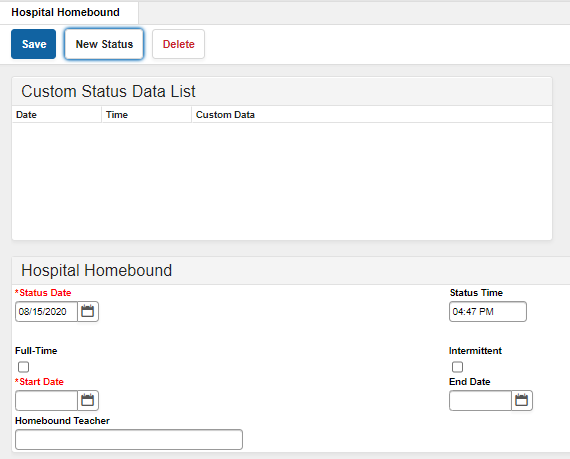 Hospital Homebound
Save New Status Delete
Custom Status Data List
Date Time Custom Data
Hospital Homebound
*Status Date Status Time
08/15/2020 04:47 PM
Full-Time Intermittent
*Start Date End Date
Homebound Teacher